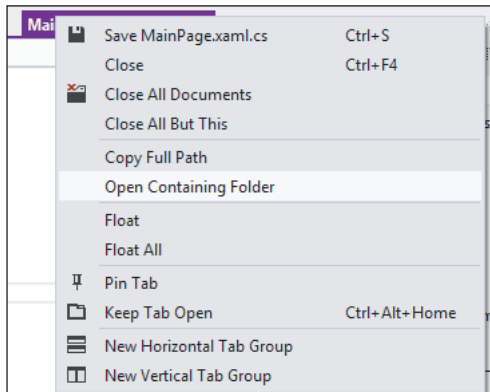 Mai
Save MainPage.xaml.cs Ctrl+S
Close Ctrl+F4
Close All Documents
Close All But This
Copy Full Path
Open Containing Folder
Float
Float All
Pin Tab
Keep Tab Open Ctrl+Alt+Home
New Horizontal Tab Group
New Vertical Tab Group